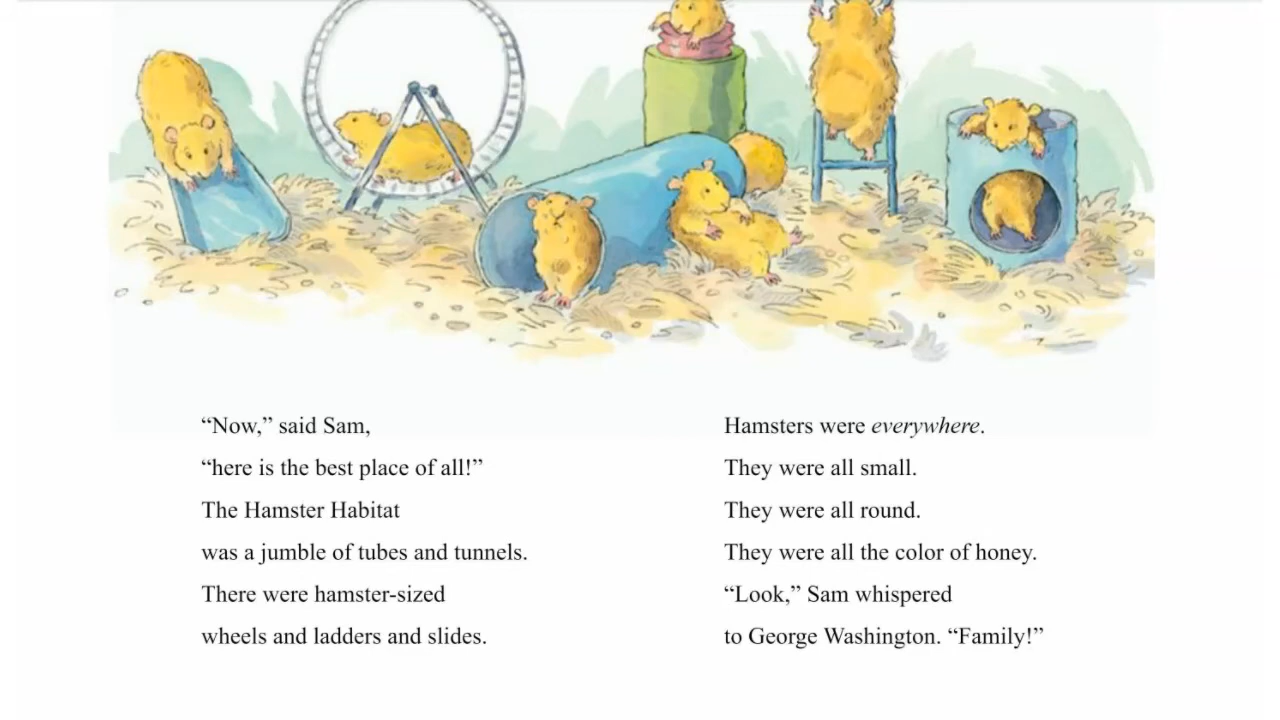 “Now,” said Sam,
“here is the best place of all!”
The Hamster Habitat
was a jumble of tubes and tunnels.
There were hamster-sized
wheels and ladders and slides.
Hamsters were everywhere.
They were all small.
They were all round.
They were all the color of honey.
“Look,” Sam whispered
to George Washington. “Family!”